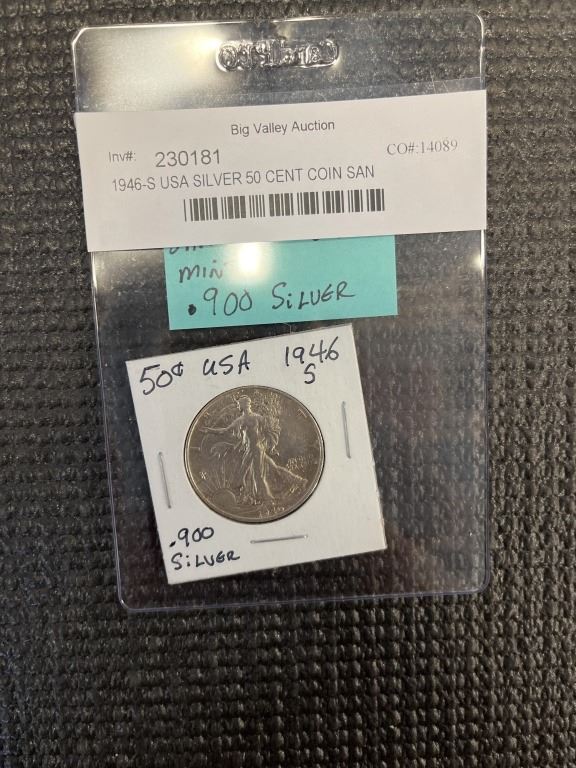 Big Valley Auction
Inv#: 230181 CO#:14089
1946-S USA SILVER 50 CENT COIN SAN
.900 SiLVER
50¢ USA 1946
S
.900
SiLVER